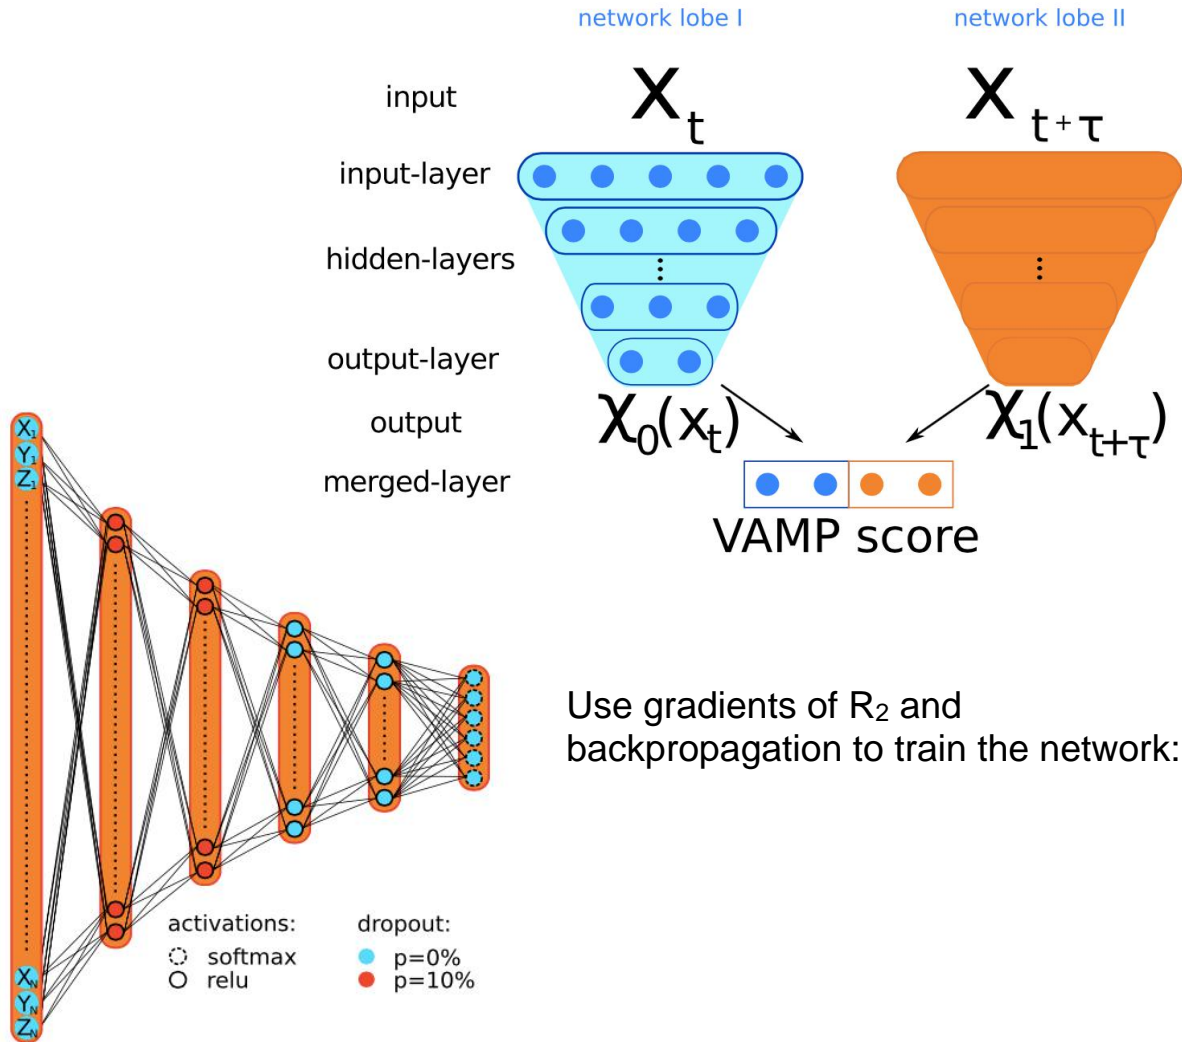 network lobe I
network lobe II
input
X t
X t+τ
input-layer
hidden-layers
output-layer
output
χ0(xt)
χ1(xt+τ)
merged-layer
VAMP score
X1
Y1
Z1
XN
YN
ZN
Use gradients of R2 and
backpropagation to train the network:
activations:
softmax
relu
dropout:
p=0%
p=10%